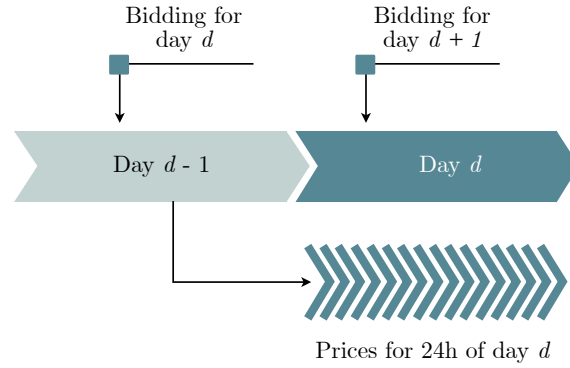 Bidding for
day d
Bidding for
day d + 1
Day d - 1
Day d
Prices for 24h of day d